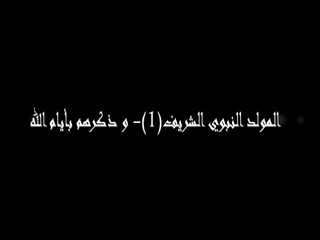 المولد النبوي الشريف(1)- و ذكرهم بأيام الله